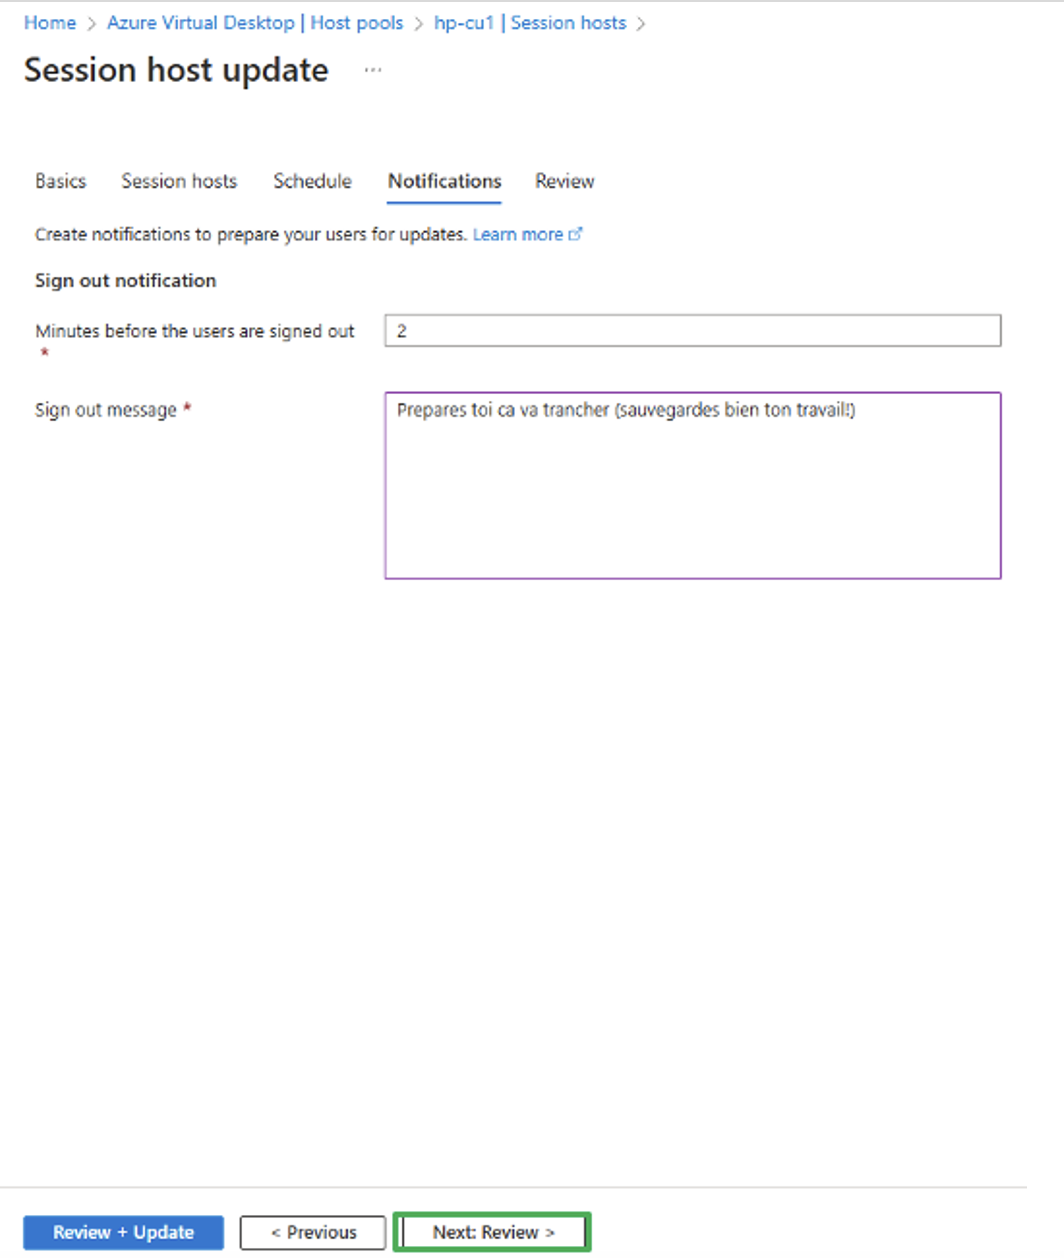 Home > Azure Virtual Desktop | Host pools > hp-cu1 | Session hosts >
Session host update ...
Basics Session hosts Schedule Notifications Review
Create notifications to prepare your users for updates. Learn more
Sign out notification
Minutes before the users are signed out * 2
Sign out message * Prepares toi ca va trancher (sauvegardes bien ton travail!)
Review + Update < Previous Next: Review >